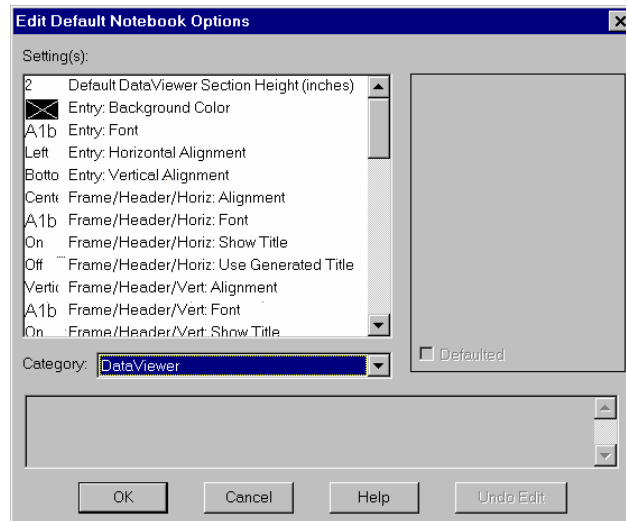 Edit Default Notebook Options
Setting(s):
2 Default DataViewer Section Height (inches)
Entry: Background Color
A1b Entry: Font
Left Entry: Horizontal Alignment
Botto Entry: Vertical Alignment
Cente Frame/Header/Horiz: Alignment
A1b Frame/Header/Horiz: Font
On Frame/Header/Horiz: Show Title
Off Frame/Header/Horiz: Use Generated Title
Vertic Frame/Header/Vert: Alignment
A1b Frame/Header/Vert: Font
On Frame/Header/Vert: Show Title
Defaulted
Category: DataViewer
OK Cancel Help Undo Edit